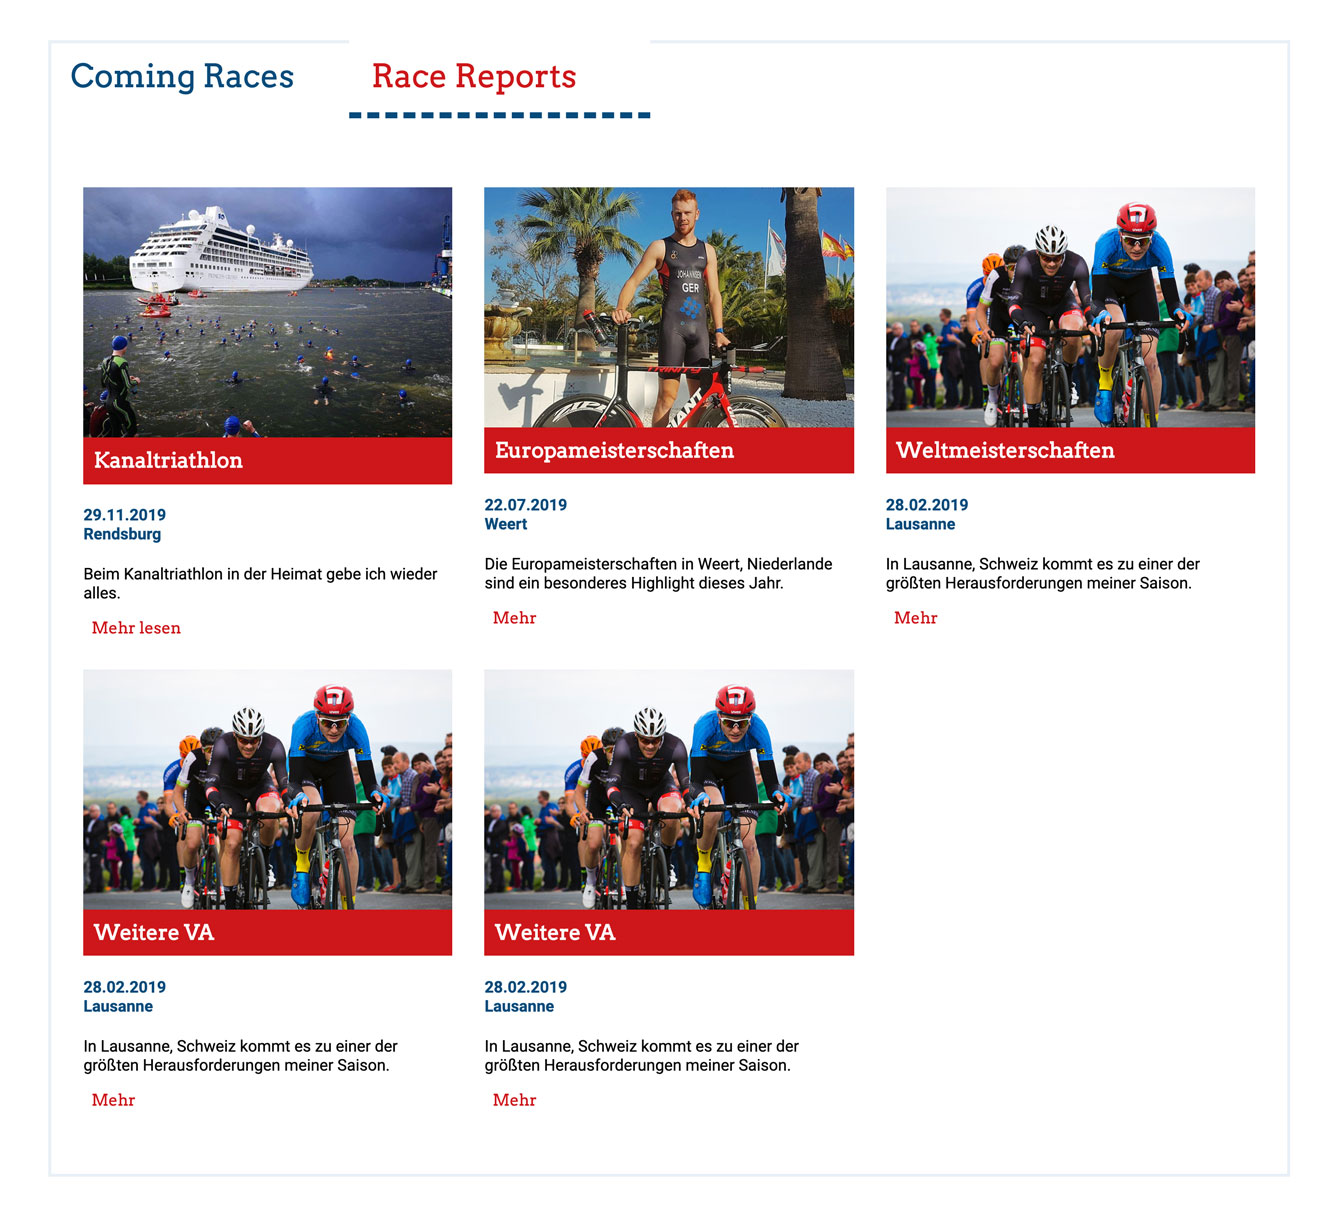 Coming Races
Race Reports
JOHANNSEN
GER
TRINITY
GIANT
Kanaltriathlon
Europameisterschaften
Weltmeisterschaften
29.11.2019
Rendsburg
Beim Kanaltriathlon in der Heimat gebe ich wieder
alles.
Mehr lesen
22.07.2019
Weert
Die Europameisterschaften in Weert, Niederlande
sind ein besonderes Highlight dieses Jahr.
Mehr
28.02.2019
Lausanne
In Lausanne, Schweiz kommt es zu einer der
größten Herausforderungen meiner Saison.
Mehr
Weitere VA
28.02.2019
Lausanne
In Lausanne, Schweiz kommt es zu einer der
größten Herausforderungen meiner Saison.
Mehr
Weitere VA
28.02.2019
Lausanne
In Lausanne, Schweiz kommt es zu einer der
größten Herausforderungen meiner Saison.
Mehr